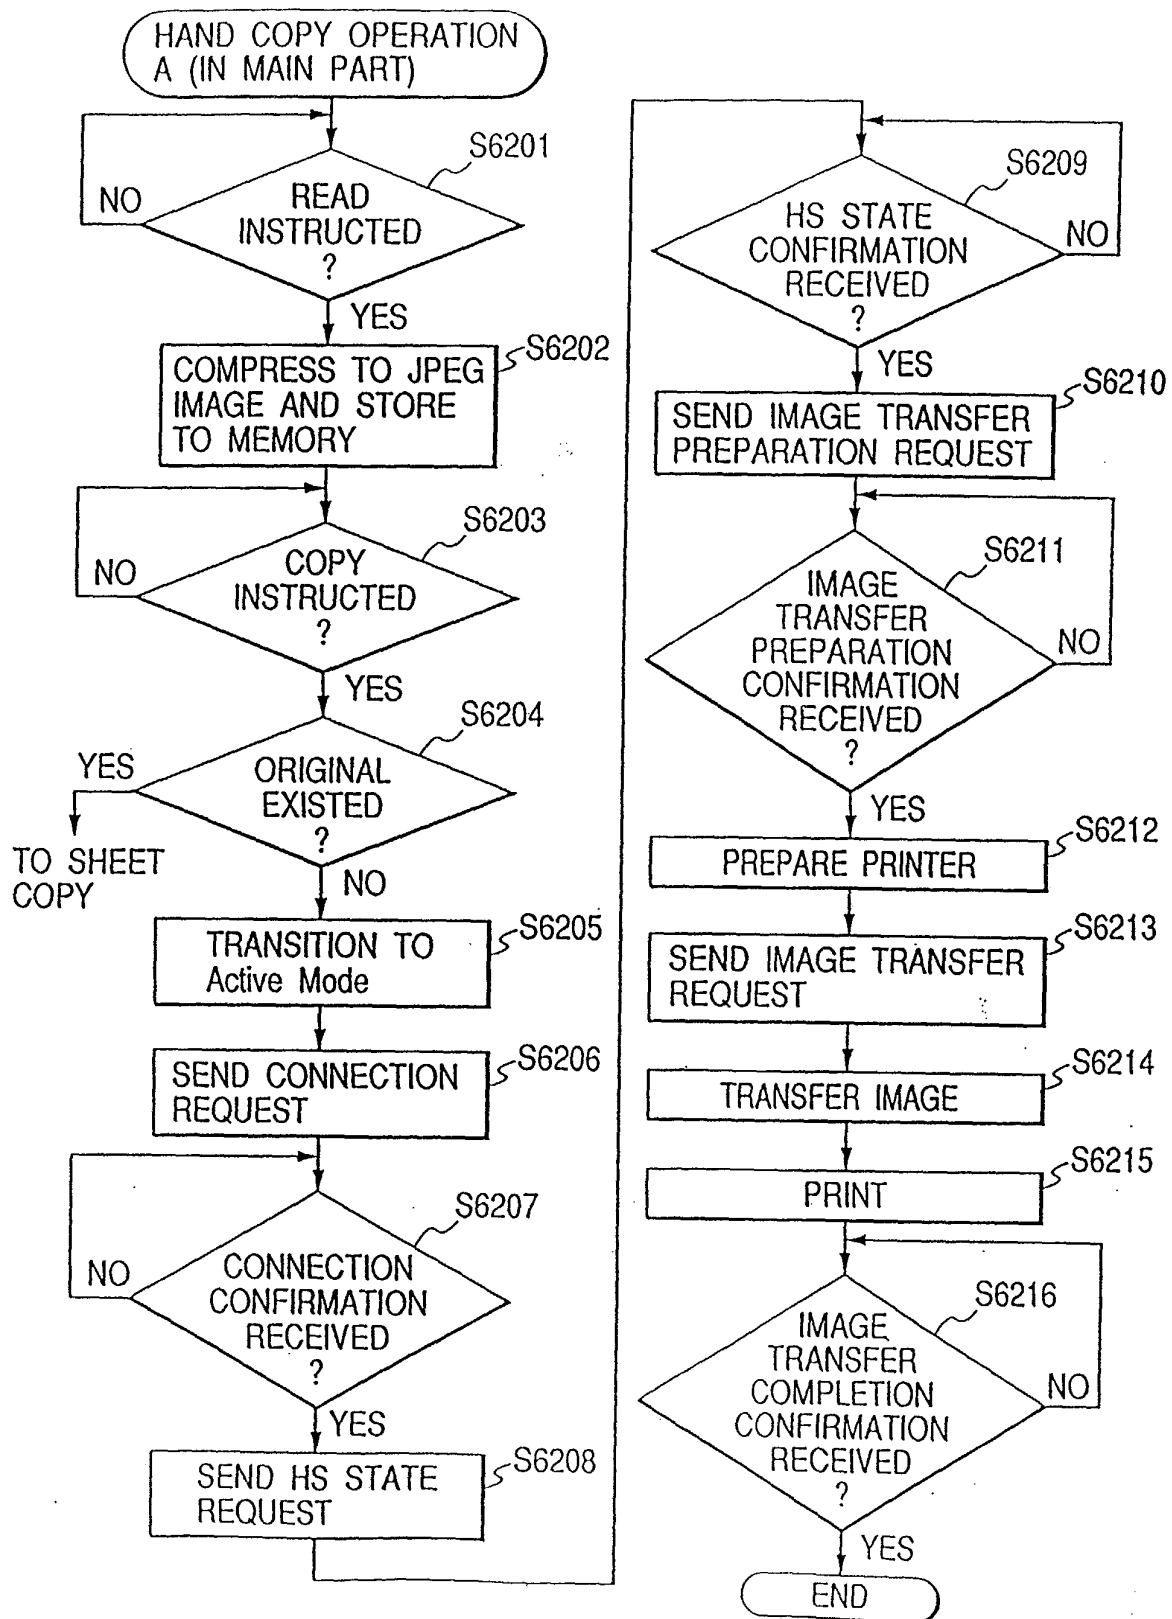 HAND COPY OPERATION
A (IN MAIN PART)
S6201
NO
READ
INSTRUCTED
?
YES
S6202
COMPRESS TO JPEG
IMAGE AND STORE
TO MEMORY
S6203
NO
COPY
INSTRUCTED
?
YES
S6204
YES
ORIGINAL
EXISTED
?
TO SHEET
COPY
NO
S6205
TRANSITION TO
Active Mode
S6206
SEND CONNECTION
REQUEST
S6207
NO
CONNECTION
CONFIRMATION
RECEIVED
?
YES
S6208
SEND HS STATE
REQUEST
S6209
HS STATE
CONFIRMATION
RECEIVED
?
NO
YES
S6210
SEND IMAGE TRANSFER
PREPARATION REQUEST
S6211
IMAGE
TRANSFER
PREPARATION
CONFIRMATION
RECEIVED
?
NO
YES
S6212
PREPARE PRINTER
S6213
SEND IMAGE TRANSFER
REQUEST
S6214
TRANSFER IMAGE
S6215
PRINT
S6216
IMAGE
TRANSFER
COMPLETION
CONFIRMATION
RECEIVED
?
NO
YES
END